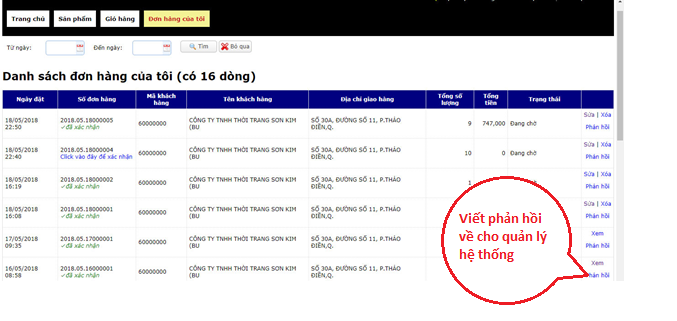 Trang chủ Sản phẩm Giỏ hàng Đơn hàng của tôi
Từ ngày: Đến ngày: Tìm Bỏ qua
Danh sách đơn hàng của tôi (có 16 dòng)
Ngày đặt Số đơn hàng Mã khách hàng Tên khách hàng Địa chỉ giao hàng Tổng số lượng Tổng tiền Trạng thái
18/05/2018 22:50 2018.05.18000005 ✓đã xác nhận 60000000 CÔNG TY TNHH THỜI TRANG SƠN KIM (BU SỐ 30A, ĐƯỜNG SỐ 11, P.THẢO ĐIỀN,Q. 9 747,000 Đang chờ Sửa | Xóa Phản hồi
18/05/2018 22:40 2018.05.18000004 Click vào đây để xác nhận 60000000 CÔNG TY TNHH THỜI TRANG SƠN KIM (BU SỐ 30A, ĐƯỜNG SỐ 11, P.THẢO ĐIỀN,Q. 10 0 Đang chờ Sửa | Xóa Phản hồi
18/05/2018 16:19 2018.05.18000002 ✓đã xác nhận 60000000 CÔNG TY TNHH THỜI TRANG SƠN KIM (BU SỐ 30A, ĐƯỜNG SỐ 11, P.THẢO ĐIỀN,Q. Sửa | Xóa Phản hồi
18/05/2018 16:08 2018.05.18000001 ✓đã xác nhận 60000000 CÔNG TY TNHH THỜI TRANG SƠN KIM (BU SỐ 30A, ĐƯỜNG SỐ 11, P.THẢO ĐIỀN,Q. Sửa | Xóa Phản hồi
17/05/2018 09:35 2018.05.17000001 ✓đã xác nhận 60000000 CÔNG TY TNHH THỜI TRANG SƠN KIM (BU SỐ 30A, ĐƯỜNG SỐ 11, P.THẢO ĐIỀN,Q. Xem Phản hồi
16/05/2018 08:58 2018.05.16000001 ✓đã xác nhận 60000000 CÔNG TY TNHH THỜI TRANG SƠN KIM (BU SỐ 30A, ĐƯỜNG SỐ 11, P.THẢO ĐIỀN,Q. Xem Phản hồi
Viết phản hồi
về cho quản lý
hệ thống